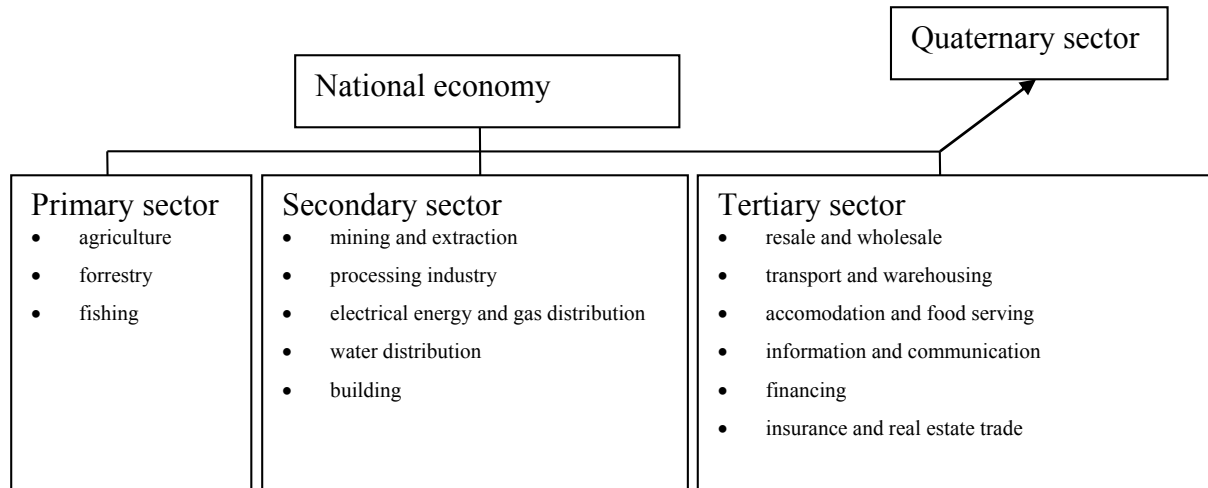 Quaternary sector
National economy
Primary sector
• agriculture
• forrestry
• fishing
Secondary sector
• mining and extraction
• processing industry
• electrical energy and gas distribution
• water distribution
• building
Tertiary sector
• resale and wholesale
• transport and warehousing
• accomodation and food serving
• information and communication
• financing
• insurance and real estate trade